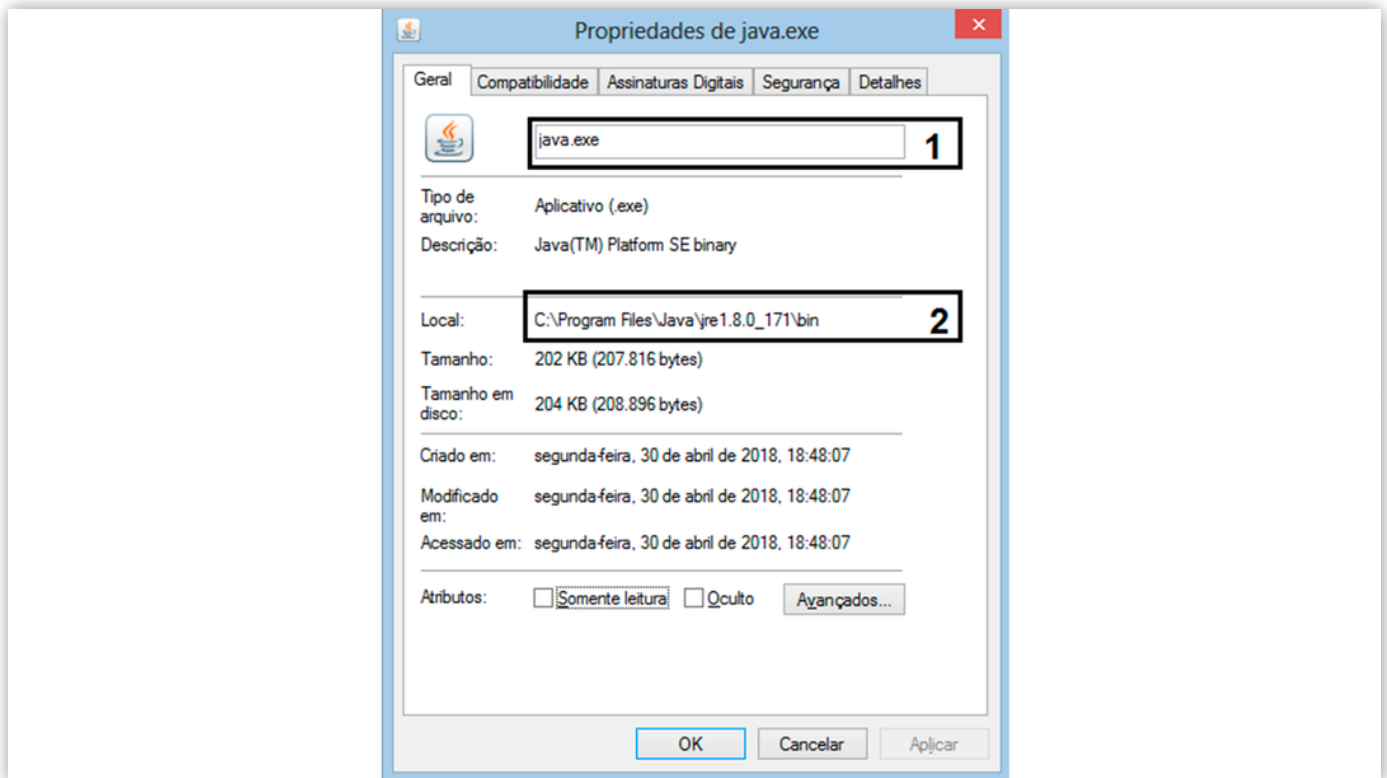 Propriedades de java.exe
Geral Compatibilidade Assinaturas Digitais Segurança Detalhes
java.exe 1
Tipo de arquivo: Aplicativo (.exe)
Descrição: Java(TM) Platform SE binary
Local: C:\Program Files\Java\jre1.8.0_171\bin 2
Tamanho: 202 KB (207.816 bytes)
Tamanho em disco: 204 KB (208.896 bytes)
Criado em: segunda-feira, 30 de abril de 2018, 18:48:07
Modificado em: segunda-feira, 30 de abril de 2018, 18:48:07
Acessado em: segunda-feira, 30 de abril de 2018, 18:48:07
Atributos: Somente leitura Oculto Avançados...
OK Cancelar Aplicar